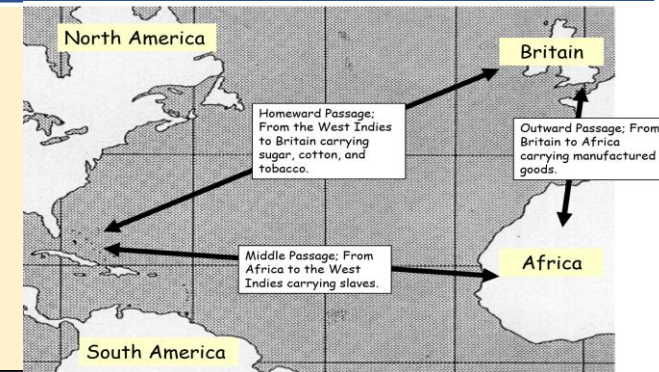 North America
Britain
Homeward Passage;
From the West Indies
to Britain carrying
sugar, cotton, and
tobacco.
Outward Passage; From
Britain to Africa
carrying manufactured
goods.
Middle Passage; From
Africa to the West
Indies carrying slaves.
Africa
South America